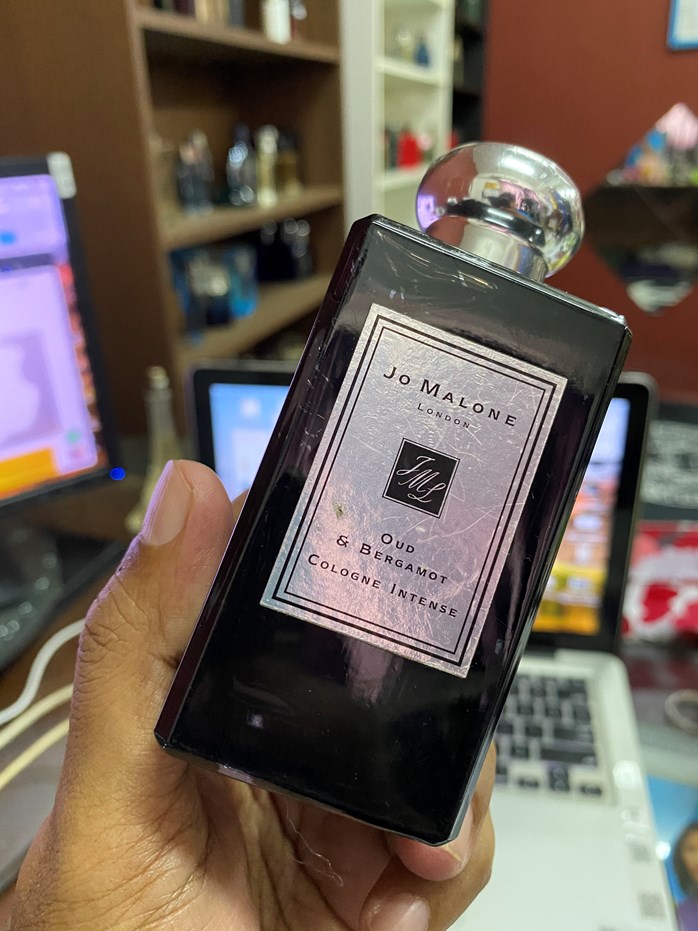 Jo Malone
London
JML
Oud
& Bergamot
Cologne Intense